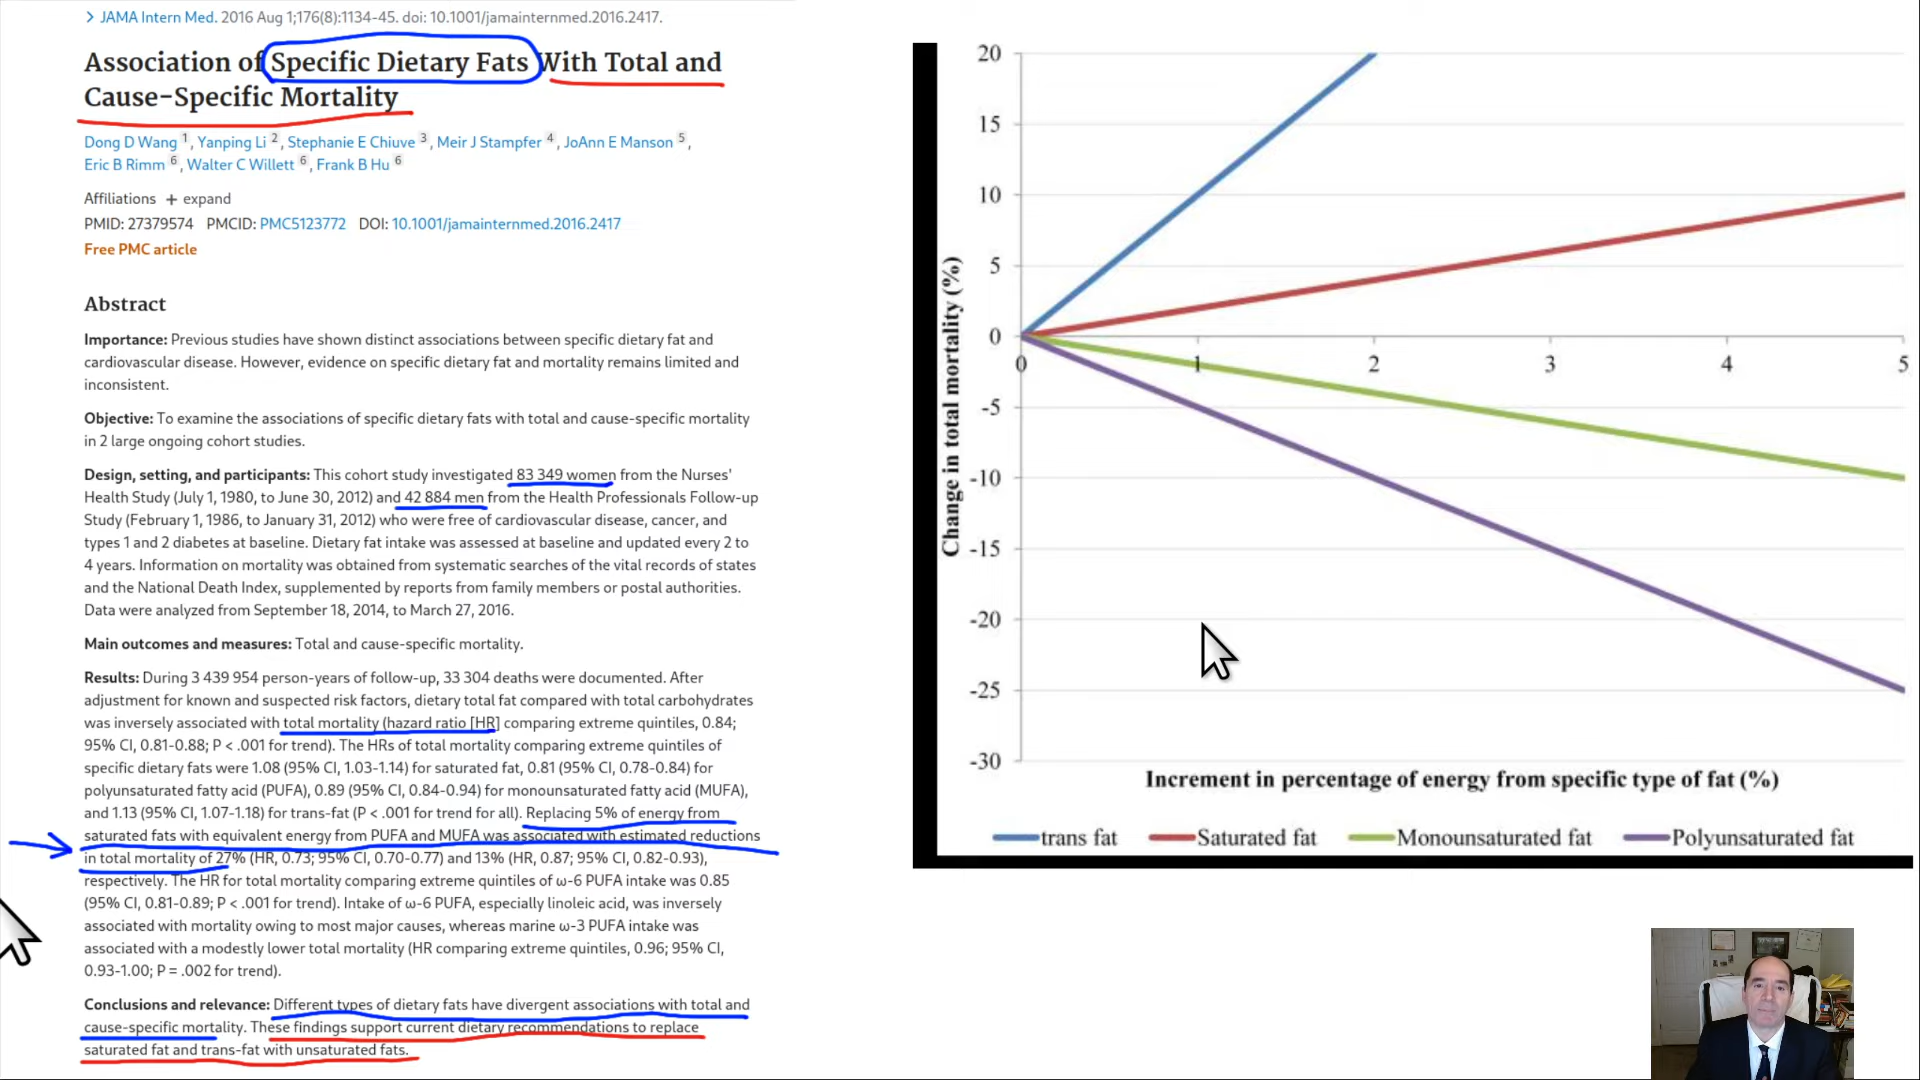 > JAMA Intern Med. 2016 Aug 1;176(8):1134-45. doi: 10.1001/jamainternmed.2016.2417.
Association of Specific Dietary Fats With Total and
Cause-Specific Mortality
Dong D Wang 1, Yanping Li 2, Stephanie E Chiuve 3, Meir J Stampfer 4, JoAnn E Manson 5,
Eric B Rimm 6, Walter C Willett 6, Frank B Hu 6
Affiliations + expand
PMID: 27379574 PMCID: PMC5123772 DOI: 10.1001/jamainternmed.2016.2417
Free PMC article
Abstract
Importance: Previous studies have shown distinct associations between specific dietary fat and
cardiovascular disease. However, evidence on specific dietary fat and mortality remains limited and
inconsistent.
Objective: To examine the associations of specific dietary fats with total and cause-specific mortality
in 2 large ongoing cohort studies.
Design, setting, and participants: This cohort study investigated 83 349 women from the Nurses'
Health Study (July 1, 1980, to June 30, 2012) and 42 884 men from the Health Professionals Follow-up
Study (February 1, 1986, to January 31, 2012) who were free of cardiovascular disease, cancer, and
types 1 and 2 diabetes at baseline. Dietary fat intake was assessed at baseline and updated every 2 to
4 years. Information on mortality was obtained from systematic searches of the vital records of states
and the National Death Index, supplemented by reports from family members or postal authorities.
Data were analyzed from September 18, 2014, to March 27, 2016.
Main outcomes and measures: Total and cause-specific mortality.
Results: During 3 439 954 person-years of follow-up, 33 304 deaths were documented. After
adjustment for known and suspected risk factors, dietary total fat compared with total carbohydrates
was inversely associated with total mortality (hazard ratio [HR] comparing extreme quintiles, 0.84;
95% CI, 0.81-0.88; P < .001 for trend). The HRs of total mortality comparing extreme quintiles of
specific dietary fats were 1.08 (95% CI, 1.03-1.14) for saturated fat, 0.81 (95% CI, 0.78-0.84) for
polyunsaturated fatty acid (PUFA), 0.89 (95% CI, 0.84-0.94) for monounsaturated fatty acid (MUFA),
and 1.13 (95% CI, 1.07-1.18) for trans-fat (P < .001 for trend for all). Replacing 5% of energy from
saturated fats with equivalent energy from PUFA and MUFA was associated with estimated reductions
in total mortality of 27% (HR, 0.73; 95% CI, 0.70-0.77) and 13% (HR, 0.87; 95% CI, 0.82-0.93),
respectively. The HR for total mortality comparing extreme quintiles of ω-6 PUFA intake was 0.85
(95% CI, 0.81-0.89; P < .001 for trend). Intake of ω-6 PUFA, especially linoleic acid, was inversely
associated with mortality owing to most major causes, whereas marine ω-3 PUFA intake was
associated with a modestly lower total mortality (HR comparing extreme quintiles, 0.96; 95% CI,
0.93-1.00; P = .002 for trend).
Conclusions and relevance: Different types of dietary fats have divergent associations with total and
cause-specific mortality. These findings support current dietary recommendations to replace
saturated fat and trans-fat with unsaturated fats.
Change in total mortality (%)
20
15
10
5
0
-5
-10
-15
-20
-25
-30
0 1 2 3 4 5
Increment in percentage of energy from specific type of fat (%)
trans fat Saturated fat Monounsaturated fat Polyunsaturated fat